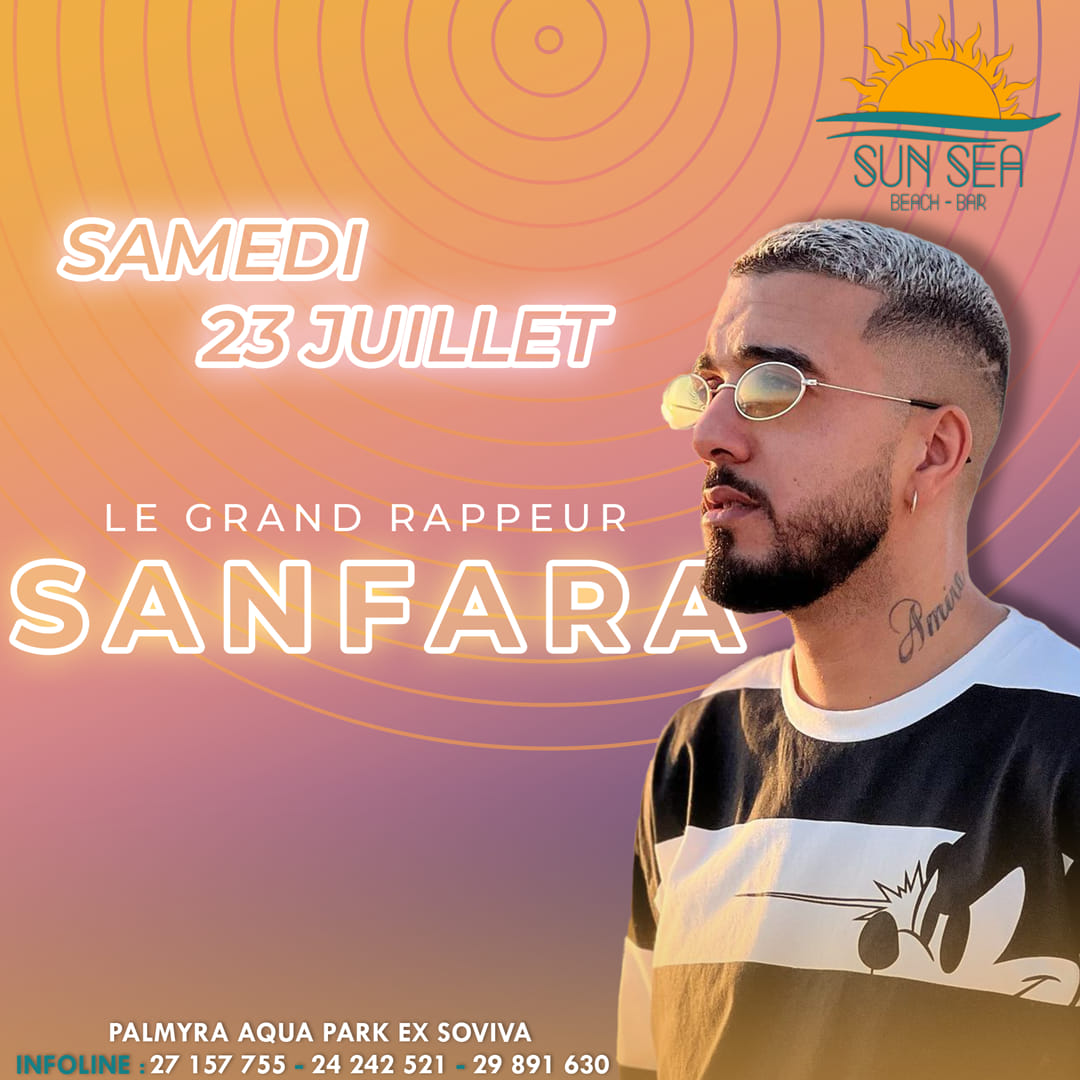 SUN SEA
BEACH - BAR
SAMEDI
23 JUILLET
LE GRAND RAPPEUR
SANFARA
Amira
PALMYRA AQUA PARK EX SOVIVA
INFOLINE : 27 157 755 - 24 242 521 - 29 891 630